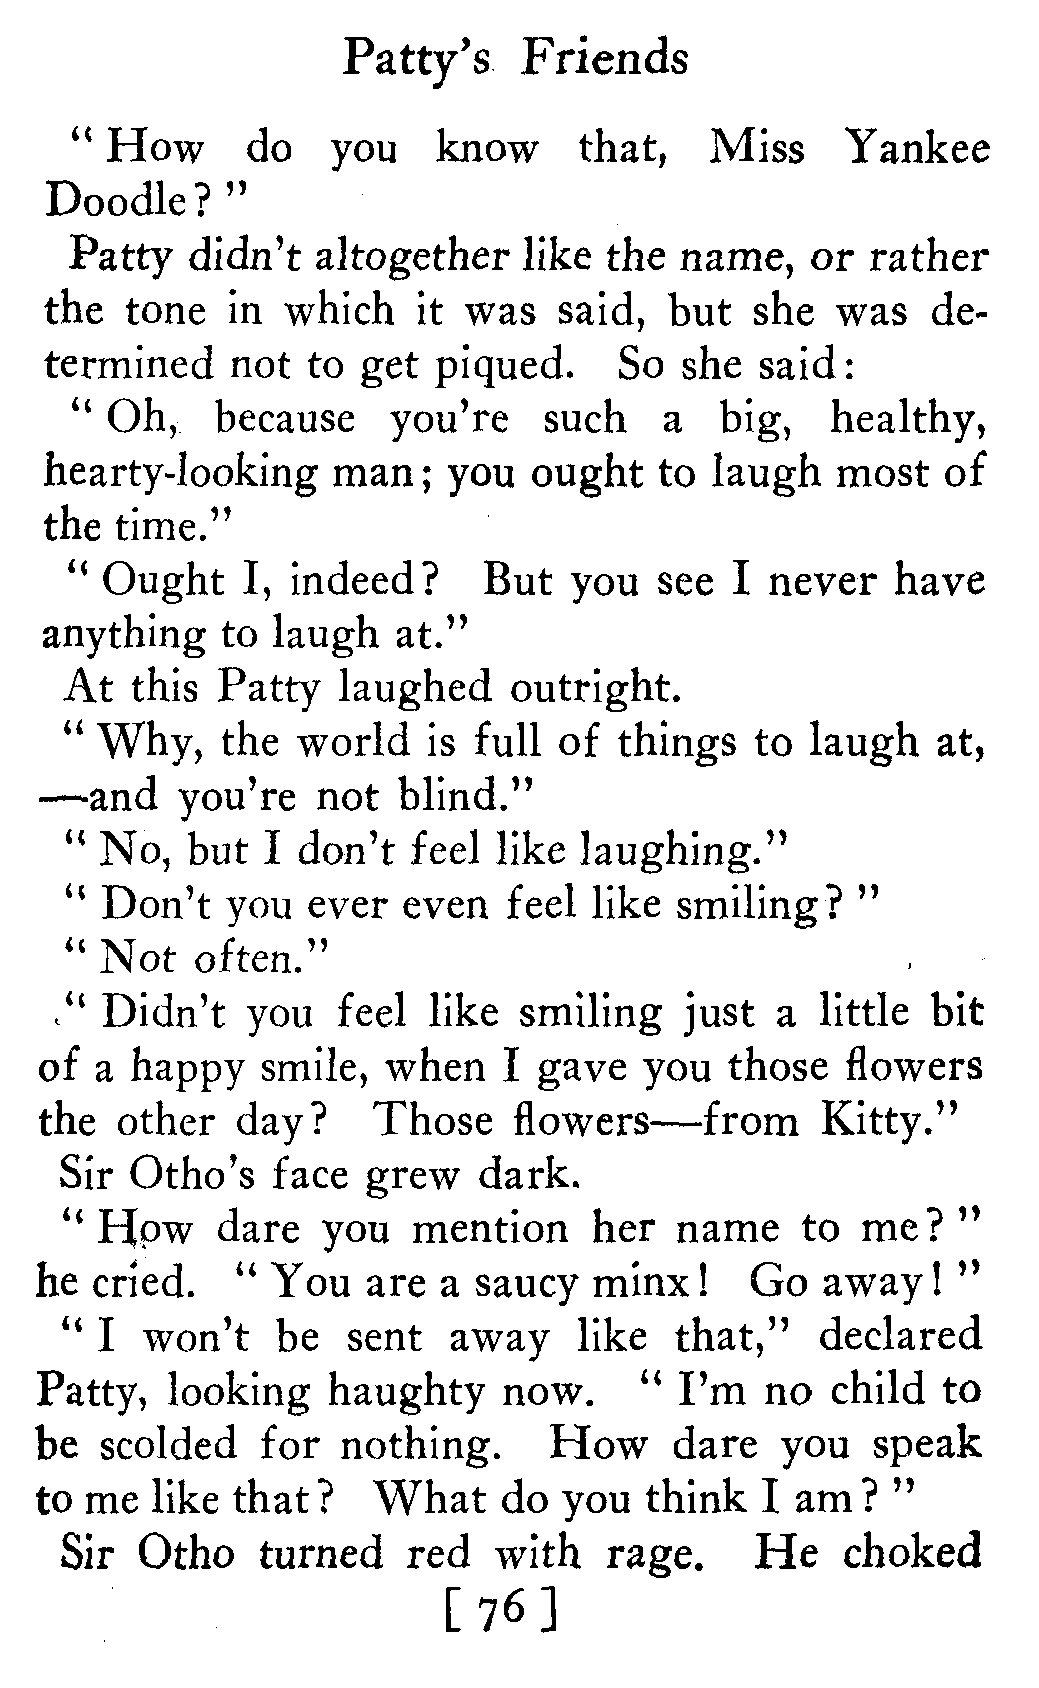 Patty's Friends
" How do you know that, Miss Yankee
Doodle? "
Patty didn't altogether like the name, or rather
the tone in which it was said, but she was de-
termined not to get piqued. So she said:
" Oh, because you're such a big, healthy,
hearty-looking man; you ought to laugh most of
the time."
" Ought I, indeed? But you see I never have
anything to laugh at."
At this Patty laughed outright.
" Why, the world is full of things to laugh at,
—and you're not blind."
" No, but I don't feel like laughing."
" Don't you ever even feel like smiling? "
" Not often."
" Didn't you feel like smiling just a little bit
of a happy smile, when I gave you those flowers
the other day? Those flowers—from Kitty."
Sir Otho's face grew dark.
" How dare you mention her name to me? "
he cried. " You are a saucy minx! Go away! "
" I won't be sent away like that," declared
Patty, looking haughty now. " I'm no child to
be scolded for nothing. How dare you speak
to me like that? What do you think I am? "
Sir Otho turned red with rage. He choked
[ 76 ]